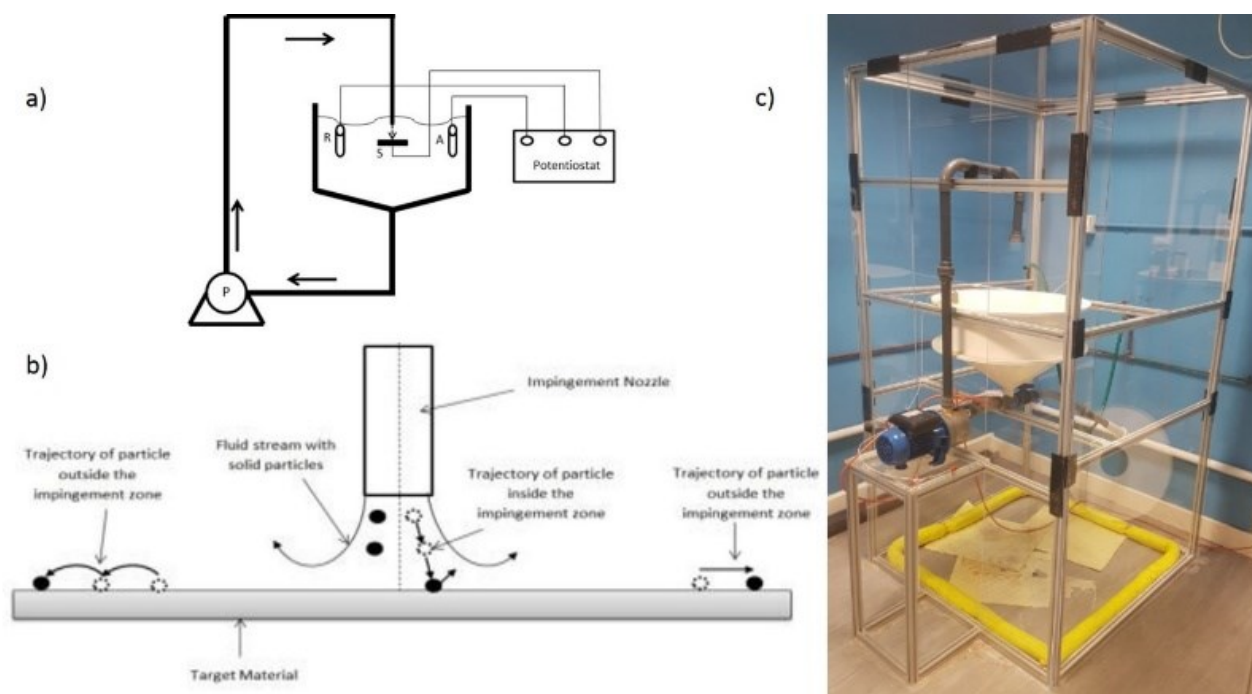 a)
R
S
A
Potentiostat
P
b)
Impingement Nozzle
Fluid stream with
solid particles
Trajectory of particle
outside the
impingement zone
Trajectory of particle
inside the
impingement zone
Trajectory of particle
outside the
impingement zone
Target Material
c)